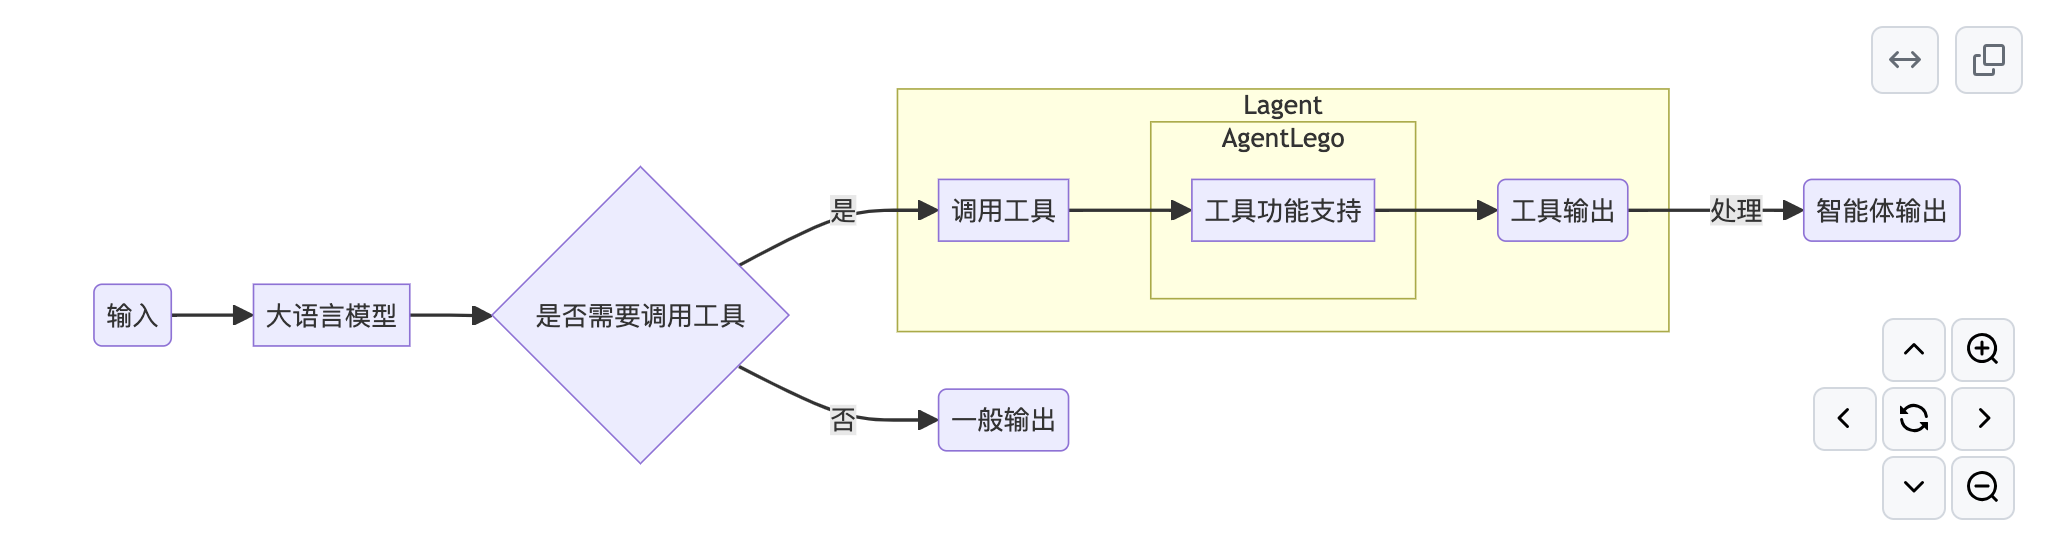 Lagent
AgentLego
是
调用工具
工具功能支持
工具输出
处理
智能体输出
输入
大语言模型
是否需要调用工具
否
一般输出